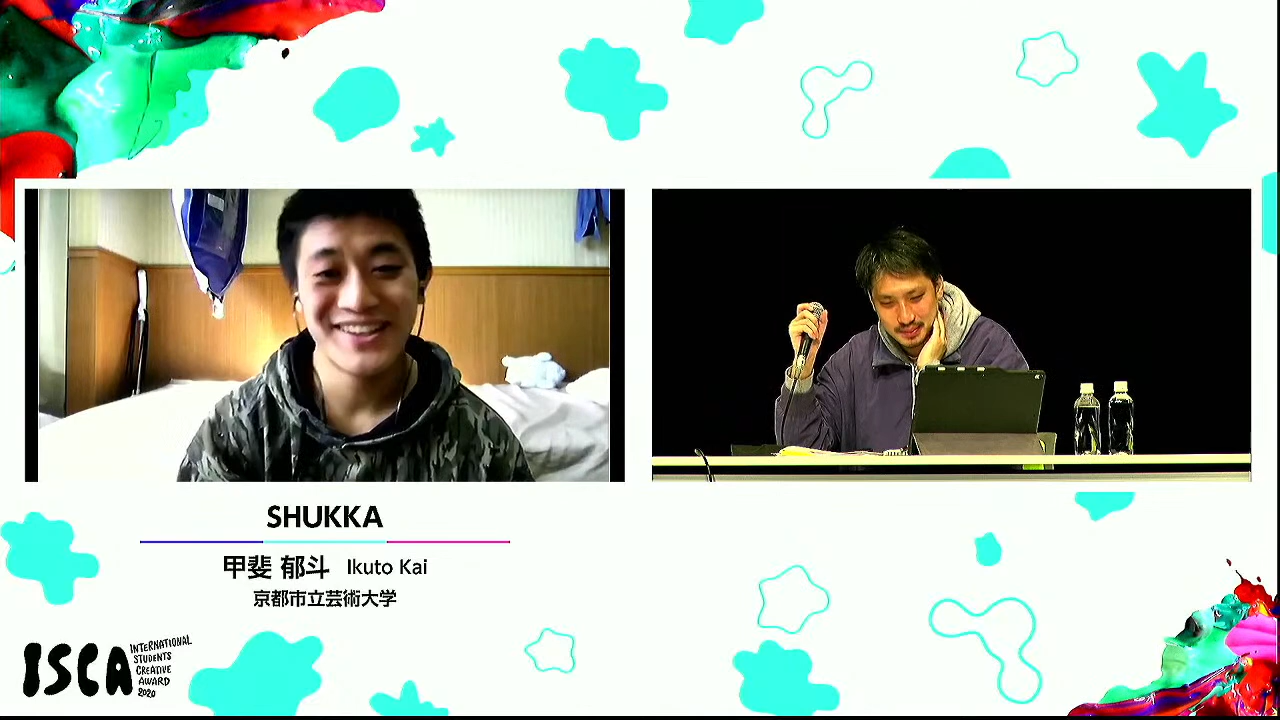 SHUKKA
甲斐 郁斗 Ikuto Kai
京都市立芸術大学
ISCA
INTERNATIONAL
STUDENTS
CREATIVE
AWARD
2020